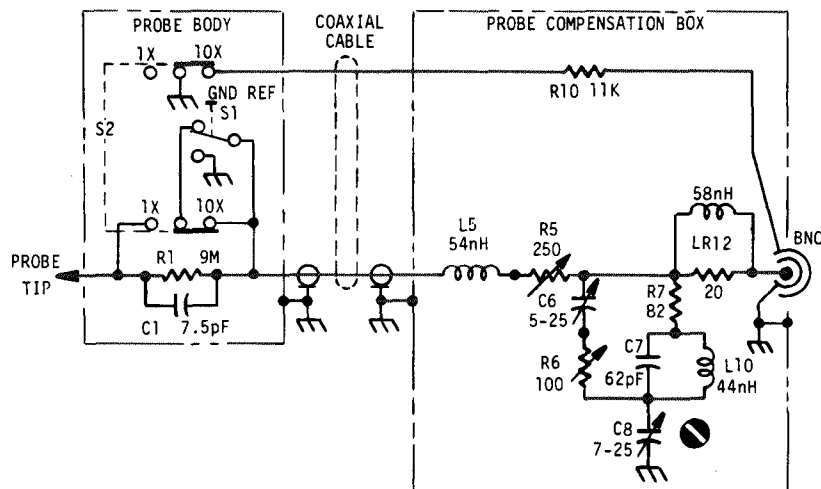 PROBE BODY
COAXIAL
CABLE
PROBE COMPENSATION BOX
1X
10X
R10 11K
GND REF
S1
S2
1X
10X
58nH
L5
54nH
R5
250
LR12
BNC
PROBE
TIP
R1 9M
20
R7
82
C6
5-25
C1 7.5pF
C7
62pF
L10
44nH
R6
100
C8
7-25